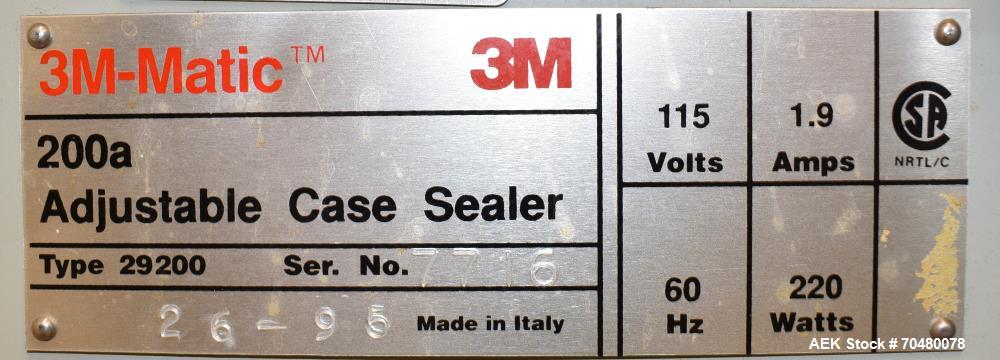 3M-Matic™
3M
200a
Adjustable Case Sealer
Type 29200 Ser. No. 7716
26-95 Made in Italy
115 Volts
1.9 Amps
CSA
NRTL/C
60 Hz
220 Watts
AEK Stock # 70480078